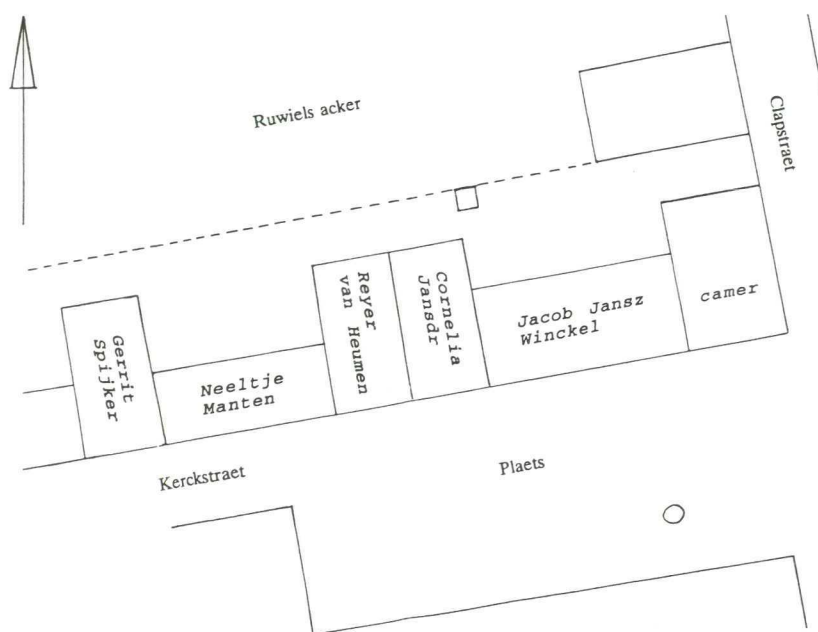 Ruwiels acker
Clapstraet
Gerrit
Spijker
Neeltje
Manten
Reyer
van Heumen
Cornelia
Jansdr
Jacob Jansz
Winckel
camer
Kerckstraet
Plaets